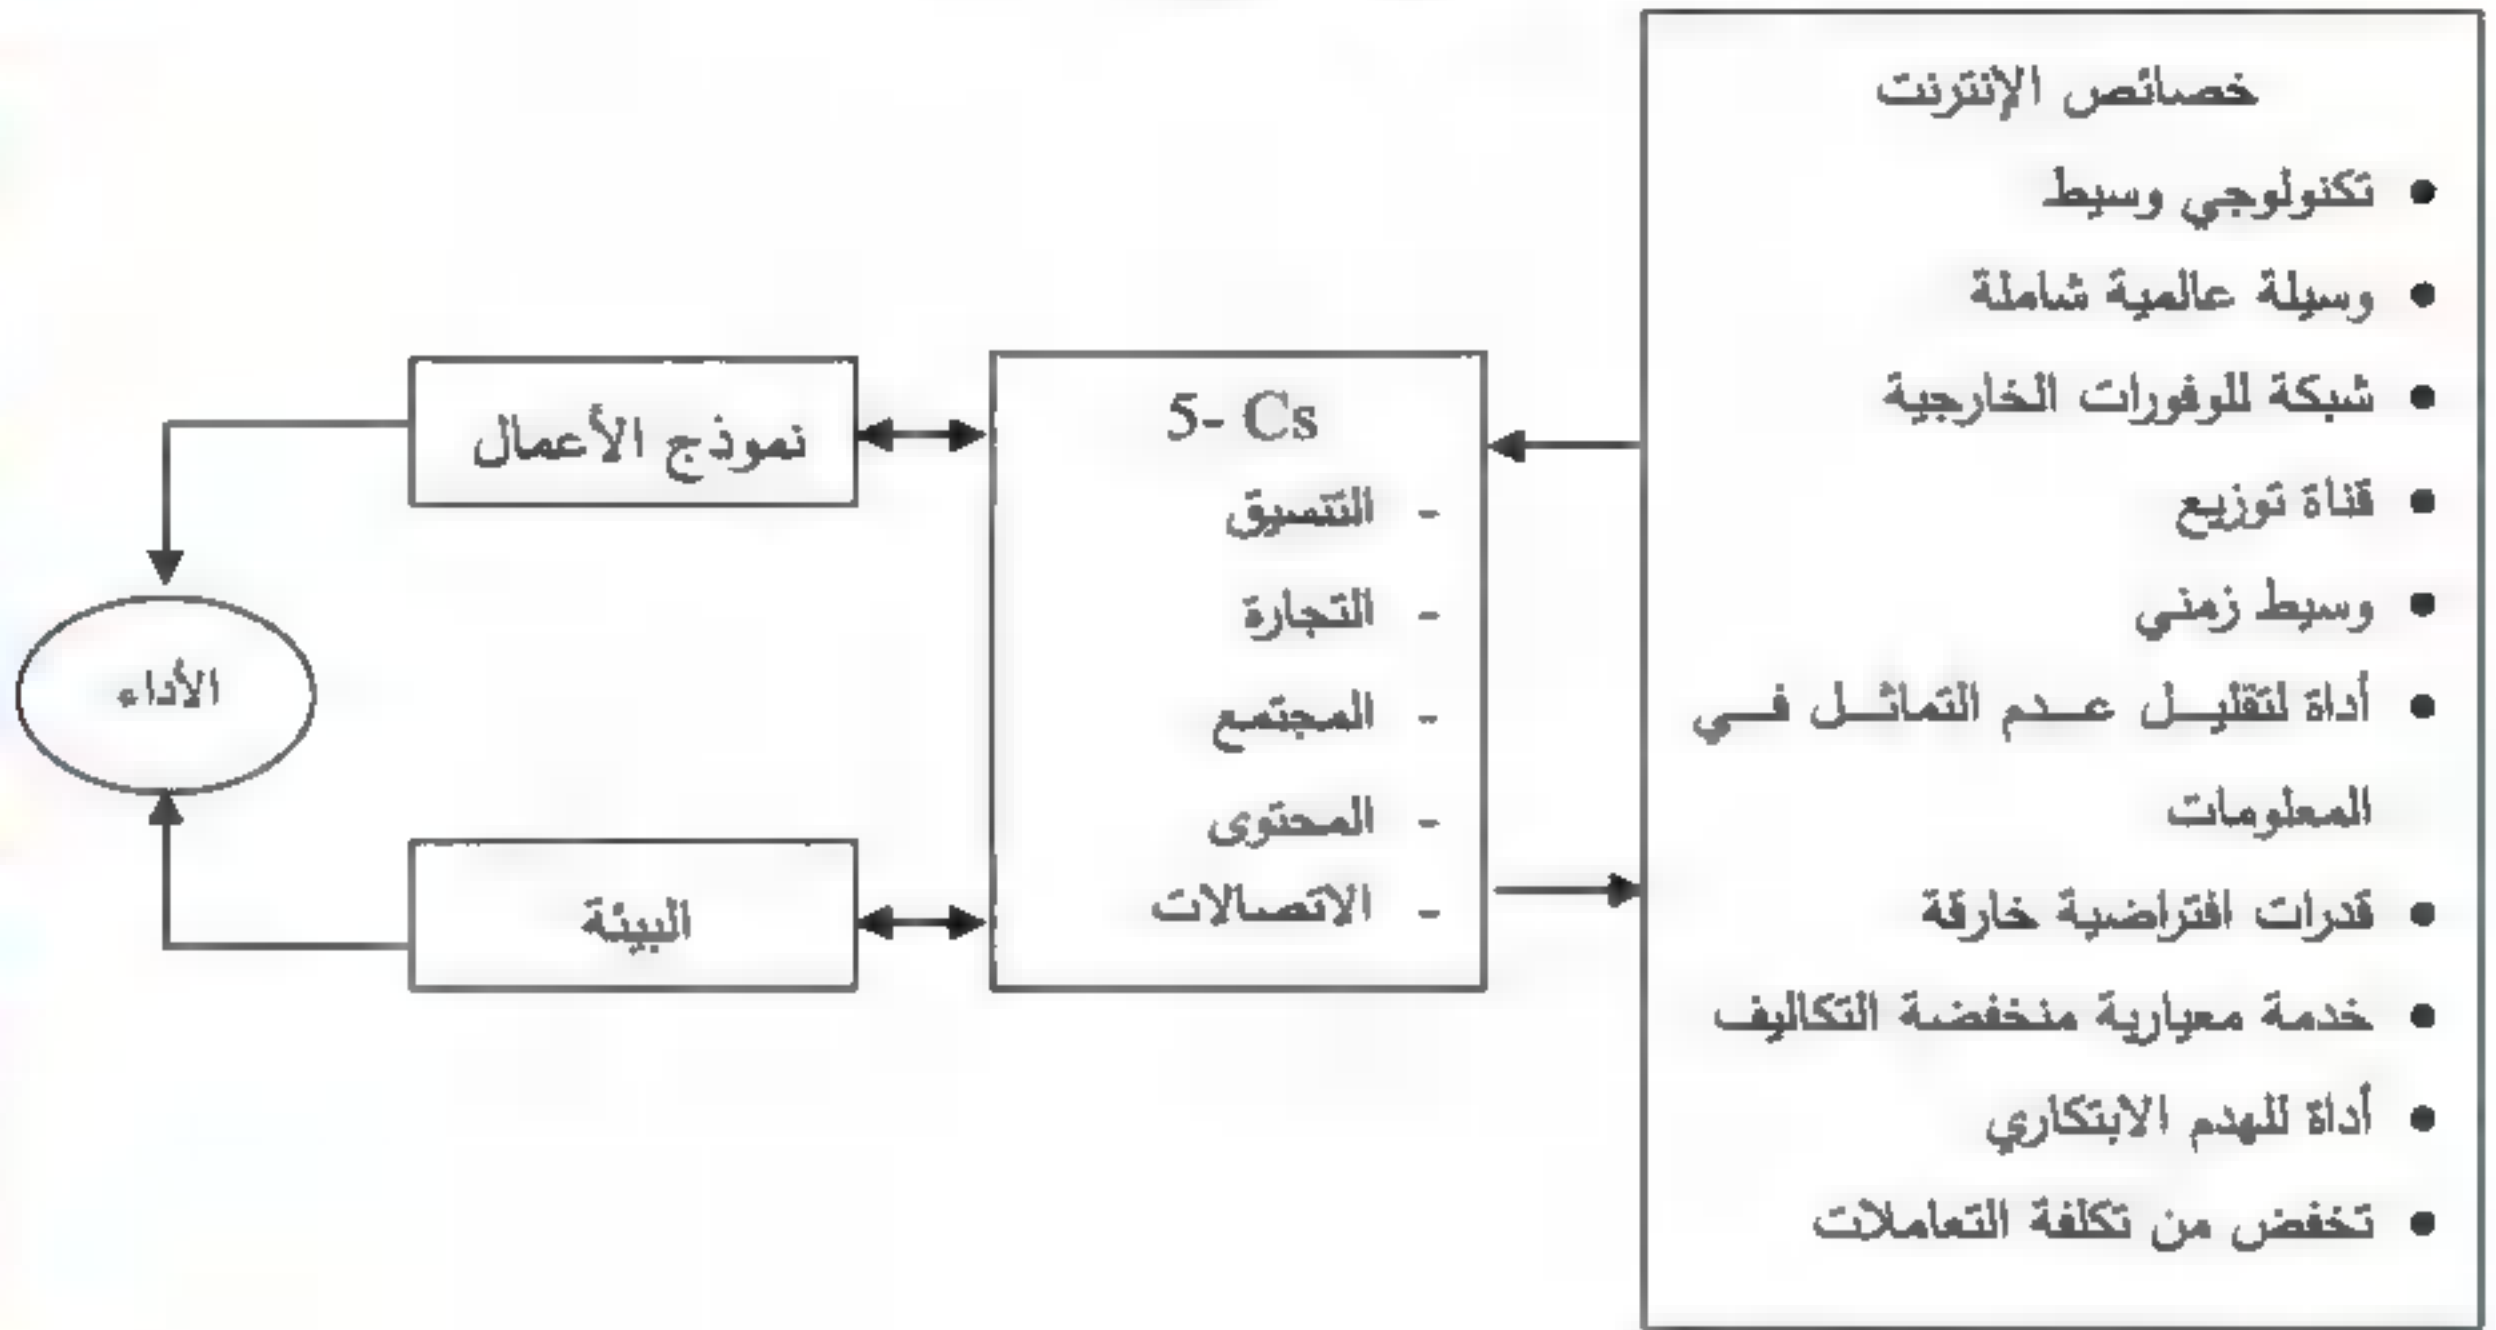 خصائص الإنترنت
• تكنولوجي وسيط
• وسيلة عالمية شاملة
• شبكة للوفورات الخارجية
• قناة توزيع
• وسيط زمني
• أداة لتقليل عدم التماثل في
المعلومات
• قدرات افتراضية خارقة
• خدمة معيارية منخفضة التكاليف
• أداة للهدم الابتكاري
• تخفض من تكلفة التعاملات
5- Cs
- التنسيق
- التجارة
- المجتمع
- المحتوى
- الاتصالات
نموذج الأعمال
البيئة
الأداء